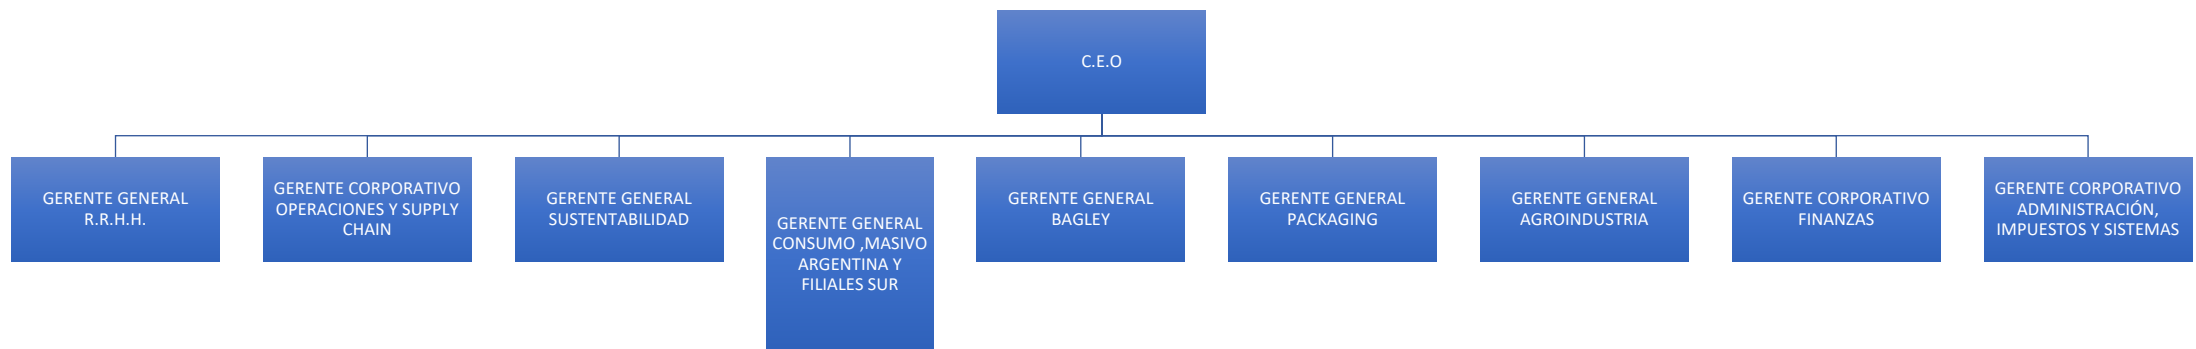 C.E.O
GERENTE GENERAL
R.R.H.H.
GERENTE CORPORATIVO
OPERACIONES Y SUPPLY
CHAIN
GERENTE GENERAL
SUSTENTABILIDAD
GERENTE GENERAL
CONSUMO ,MASIVO
ARGENTINA Y
FILIALES SUR
GERENTE GENERAL
BAGLEY
GERENTE GENERAL
PACKAGING
GERENTE GENERAL
AGROINDUSTRIA
GERENTE CORPORATIVO
FINANZAS
GERENTE CORPORATIVO
ADMINISTRACIÓN,
IMPUESTOS Y SISTEMAS